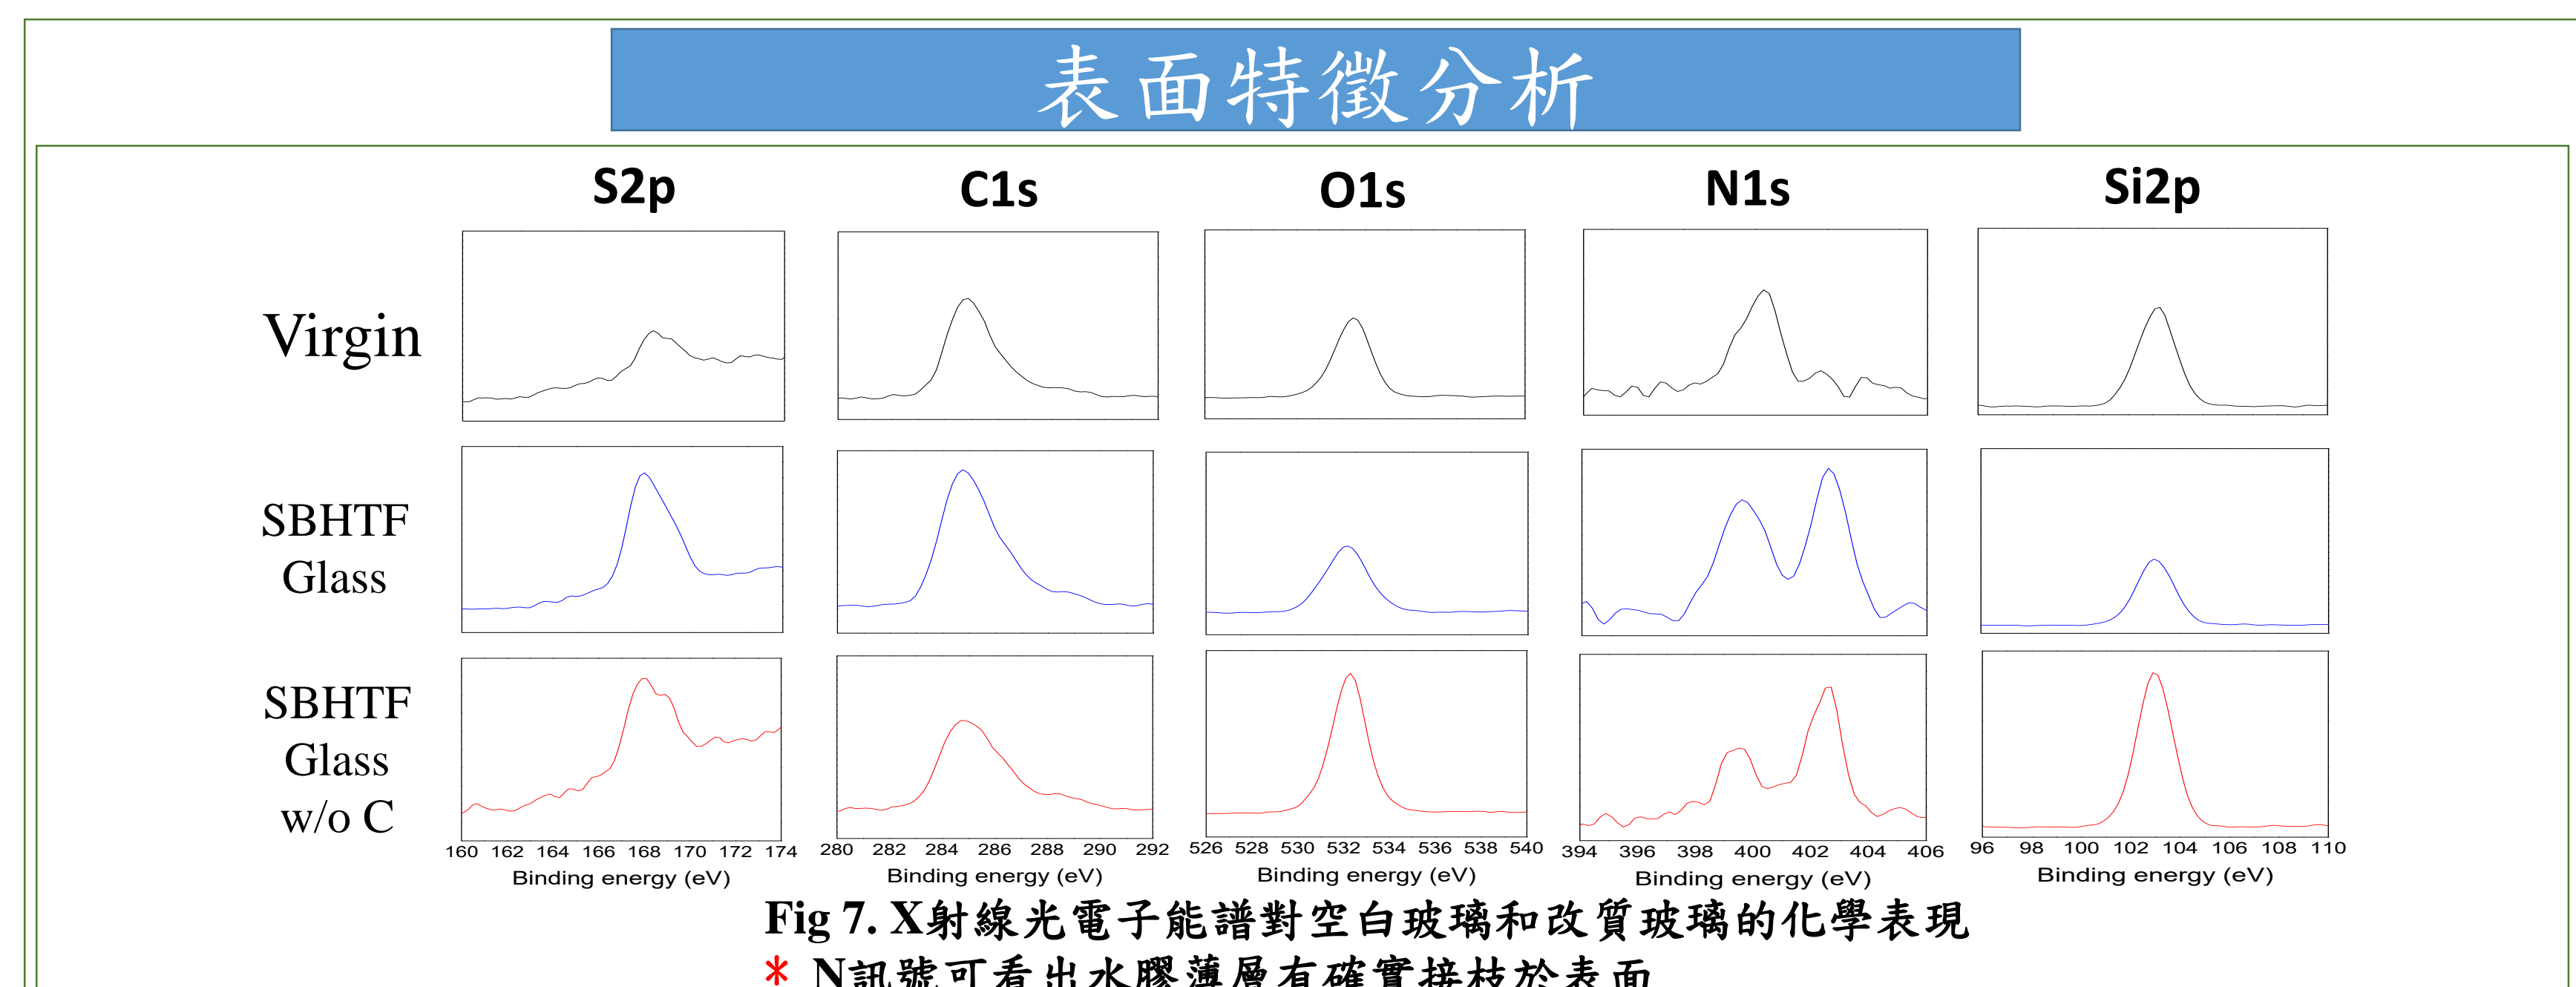 表面特徵分析
S2p C1s O1s N1s Si2p
Virgin
SBHTF
Glass
SBHTF
Glass
w/o C
160 162 164 166 168 170 172 174 280 282 284 286 288 290 292 526 528 530 532 534 536 538 540 394 396 398 400 402 404 406 96 98 100 102 104 106 108 110
Binding energy (eV) Binding energy (eV) Binding energy (eV) Binding energy (eV) Binding energy (eV)
Fig 7. X射線光電子能譜對空白玻璃和改質玻璃的化學表現
* N訊號可看出水膠薄層有確實接枝於表面